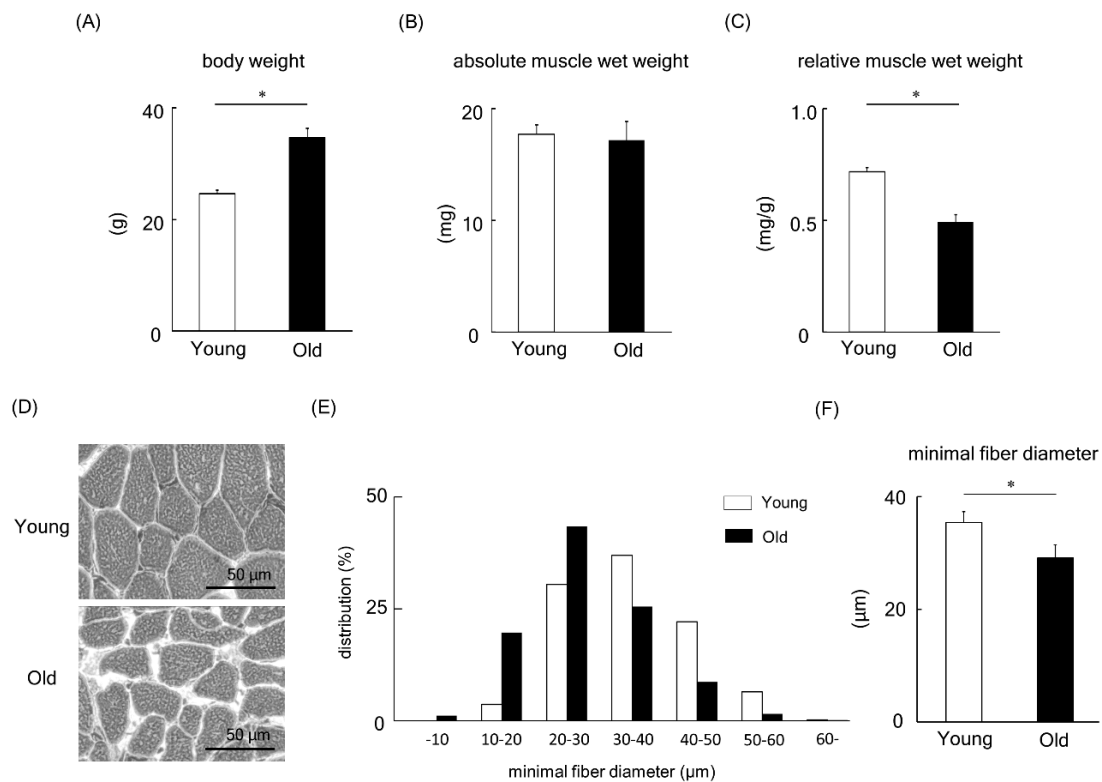 (A)
body weight
*
40
20
0
(g)
Young
Old
(B)
absolute muscle wet weight
20
10
0
(mg)
Young
Old
(C)
relative muscle wet weight
*
1.0
0.5
0
(mg/g)
Young
Old
(D)
Young
50 μm
Old
50 μm
(E)
50
25
0
distribution (%)
Young
Old
-10
10-20
20-30
30-40
40-50
50-60
60-
minimal fiber diameter (μm)
(F)
minimal fiber diameter
*
40
20
0
(μm)
Young
Old